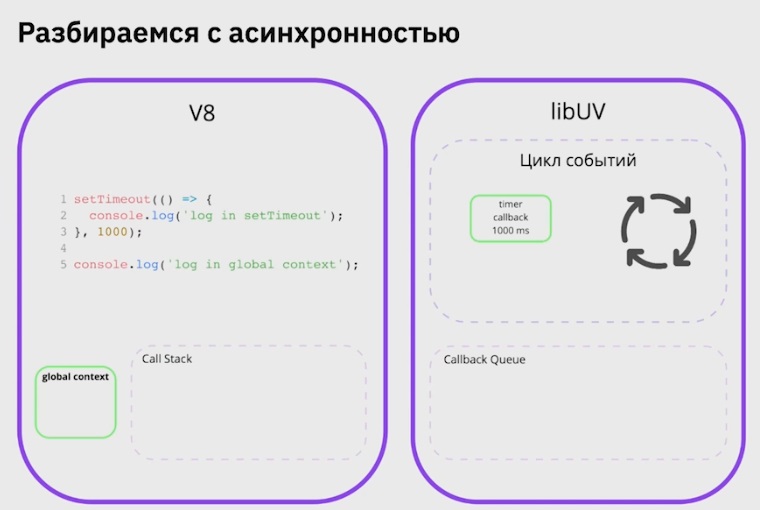 Разбираемся с асинхронностью
V8
1 setTimeout(() => {
2   console.log('log in setTimeout');
3 }, 1000);
4
5 console.log('log in global context');
global context
Call Stack
libUV
Цикл событий
timer
callback
1000 ms
Callback Queue